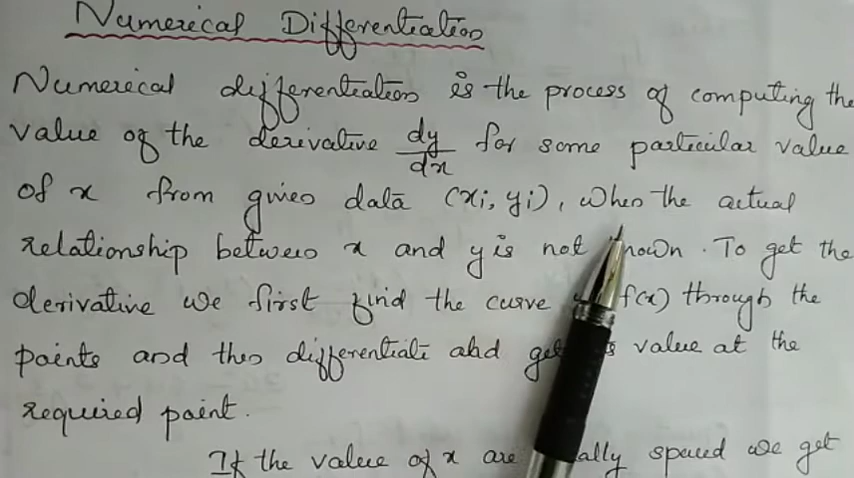 Numerical Differentiation
Numerical differentiation is the process of computing the
value of the derivative dy/dx for some particular value
of x from given data (xi, yi), when the actual
relationship between x and y is not nown. To get the
derivative we first find the curve f(x) through the
points and then differentiate and get value at the
required point.
If the value of x are ally spaced we get